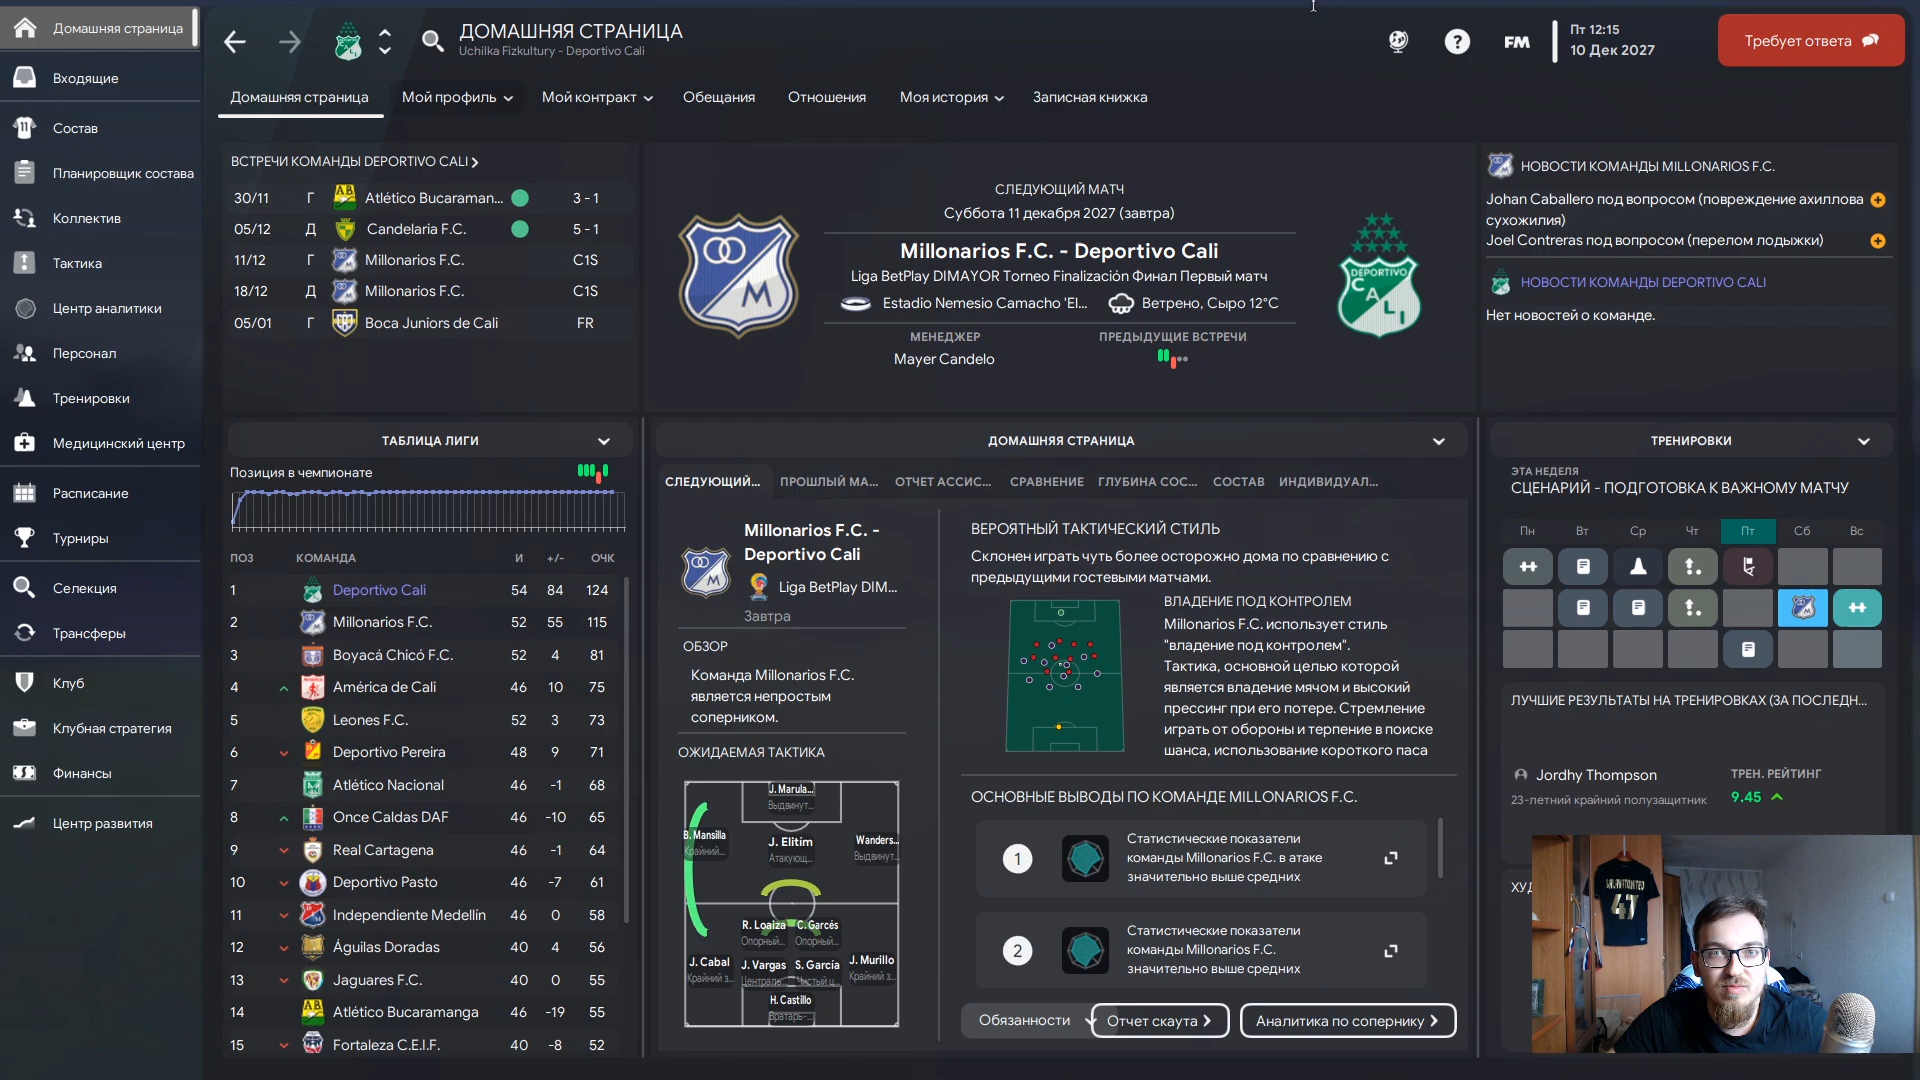 Домашняя страница
Входящие
Состав
Планировщик состава
Коллектив
Тактика
Центр аналитики
Персонал
Тренировки
Медицинский центр
Расписание
Турниры
Селекция
Трансферы
Клуб
Клубная стратегия
Финансы
Центр развития
ДОМАШНЯЯ СТРАНИЦА
Uchilka Fizkultury - Deportivo Cali
?
FM
Пт 12:15
10 Дек 2027
Требует ответа
Домашняя страница
Мой профиль
Мой контракт
Обещания
Отношения
Моя история
Записная книжка
ВСТРЕЧИ КОМАНДЫ DEPORTIVO CALI
30/11 Г Atlético Bucaraman... 3 - 1
05/12 Д Candelaria F.C. 5 - 1
11/12 Г Millonarios F.C. C1S
18/12 Д Millonarios F.C. C1S
05/01 Г Boca Juniors de Cali FR
СЛЕДУЮЩИЙ МАТЧ
Суббота 11 декабря 2027 (завтра)
Millonarios F.C. - Deportivo Cali
Liga BetPlay DIMAYOR Torneo Finalización Финал Первый матч
Estadio Nemesio Camacho 'El... Ветрено, Сыро 12°C
МЕНЕДЖЕР
Mayer Candelo
ПРЕДЫДУЩИЕ ВСТРЕЧИ
M
DEPORTIVO
CALI
НОВОСТИ КОМАНДЫ MILLONARIOS F.C.
Johan Caballero под вопросом (повреждение ахиллова
сухожилия)
Joel Contreras под вопросом (перелом лодыжки)
НОВОСТИ КОМАНДЫ DEPORTIVO CALI
Нет новостей о команде.
ТАБЛИЦА ЛИГИ
Позиция в чемпионате
ПОЗ КОМАНДА И +/- ОЧК
1 Deportivo Cali 54 84 124
2 Millonarios F.C. 52 55 115
3 Boyacá Chicó F.C. 52 4 81
4 América de Cali 46 10 75
5 Leones F.C. 52 3 73
6 Deportivo Pereira 48 9 71
7 Atlético Nacional 46 -1 68
8 Once Caldas DAF 46 -10 65
9 Real Cartagena 46 -1 64
10 Deportivo Pasto 46 -7 61
11 Independiente Medellín 46 0 58
12 Águilas Doradas 40 4 56
13 Jaguares F.C. 40 0 55
14 Atlético Bucaramanga 46 -19 55
15 Fortaleza C.E.I.F. 40 -8 52
ДОМАШНЯЯ СТРАНИЦА
СЛЕДУЮЩИЙ... ПРОШЛЫЙ МА... ОТЧЕТ АССИС... СРАВНЕНИЕ ГЛУБИНА СОС... СОСТАВ ИНДИВИДУАЛ...
Millonarios F.C. -
Deportivo Cali
Liga BetPlay DIM...
Завтра
ОБЗОР
Команда Millonarios F.C.
является непростым
соперником.
ОЖИДАЕМАЯ ТАКТИКА
J. Marula...
Выдвинут...
B. Mansilla
Крайний...
J. Elitim
Атакующ...
Wanders...
Выдвинут...
R. Loaiza
Опорный...
C. Garcés
Опорный...
J. Cabal
Крайний з...
J. Vargas
Централь...
S. García
Чистый ц...
J. Murillo
Крайний з...
H. Castillo
Вратарь-...
ВЕРОЯТНЫЙ ТАКТИЧЕСКИЙ СТИЛЬ
Склонен играть чуть более осторожно дома по сравнению с
предыдущими гостевыми матчами.
ВЛАДЕНИЕ ПОД КОНТРОЛЕМ
Millonarios F.C. использует стиль
"владение под контролем".
Тактика, основной целью которой
является владение мячом и высокий
прессинг при его потере. Стремление
играть от обороны и терпение в поиске
шанса, использование короткого паса
ОСНОВНЫЕ ВЫВОДЫ ПО КОМАНДЕ MILLONARIOS F.C.
1
Статистические показатели
команды Millonarios F.C. в атаке
значительно выше средних
2
Статистические показатели
команды Millonarios F.C.
значительно выше средних
Обязанности
Отчет скаута
Аналитика по сопернику
ТРЕНИРОВКИ
ЭТА НЕДЕЛЯ
СЦЕНАРИЙ - ПОДГОТОВКА К ВАЖНОМУ МАТЧУ
Пн Вт Ср Чт Пт Сб Вс
ЛУЧШИЕ РЕЗУЛЬТАТЫ НА ТРЕНИРОВКАХ (ЗА ПОСЛЕДН...
Jordhy Thompson
23-летний крайний полузащитник
ТРЕН. РЕЙТИНГ
9.45
ХУД
47